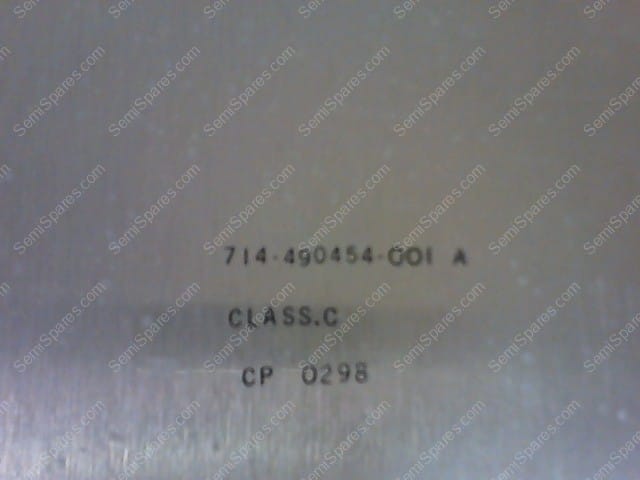 714-490454-001 A
CLASS.C
CP 0298
SemiSpares.com